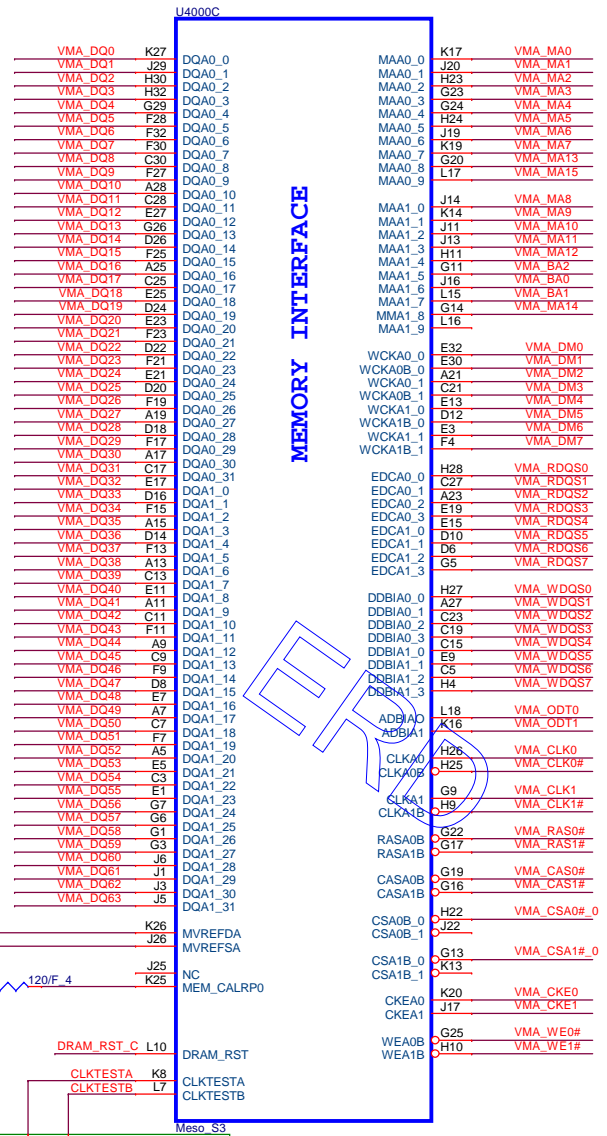 U4000C
VMA_DQ0 K27 DQA0_0
VMA_DQ1 J29 DQA0_1
VMA_DQ2 H30 DQA0_2
VMA_DQ3 H32 DQA0_3
VMA_DQ4 G29 DQA0_4
VMA_DQ5 F28 DQA0_5
VMA_DQ6 F32 DQA0_6
VMA_DQ7 F30 DQA0_7
VMA_DQ8 C30 DQA0_8
VMA_DQ9 F27 DQA0_9
VMA_DQ10 A28 DQA0_10
VMA_DQ11 C28 DQA0_11
VMA_DQ12 E27 DQA0_12
VMA_DQ13 G26 DQA0_13
VMA_DQ14 D26 DQA0_14
VMA_DQ15 F25 DQA0_15
VMA_DQ16 A25 DQA0_16
VMA_DQ17 C25 DQA0_17
VMA_DQ18 E25 DQA0_18
VMA_DQ19 D24 DQA0_19
VMA_DQ20 E23 DQA0_20
VMA_DQ21 F23 DQA0_21
VMA_DQ22 D22 DQA0_22
VMA_DQ23 F21 DQA0_23
VMA_DQ24 E21 DQA0_24
VMA_DQ25 D20 DQA0_25
VMA_DQ26 F19 DQA0_26
VMA_DQ27 A19 DQA0_27
VMA_DQ28 D18 DQA0_28
VMA_DQ29 F17 DQA0_29
VMA_DQ30 A17 DQA0_30
VMA_DQ31 C17 DQA0_31
VMA_DQ32 E17 DQA1_0
VMA_DQ33 D16 DQA1_1
VMA_DQ34 F15 DQA1_2
VMA_DQ35 A15 DQA1_3
VMA_DQ36 D14 DQA1_4
VMA_DQ37 F13 DQA1_5
VMA_DQ38 A13 DQA1_6
VMA_DQ39 C13 DQA1_7
VMA_DQ40 E11 DQA1_8
VMA_DQ41 A11 DQA1_9
VMA_DQ42 C11 DQA1_10
VMA_DQ43 F11 DQA1_11
VMA_DQ44 A9 DQA1_12
VMA_DQ45 C9 DQA1_13
VMA_DQ46 F9 DQA1_14
VMA_DQ47 D8 DQA1_15
VMA_DQ48 E7 DQA1_16
VMA_DQ49 A7 DQA1_17
VMA_DQ50 C7 DQA1_18
VMA_DQ51 F7 DQA1_19
VMA_DQ52 A5 DQA1_20
VMA_DQ53 E5 DQA1_21
VMA_DQ54 C3 DQA1_22
VMA_DQ55 E1 DQA1_23
VMA_DQ56 G7 DQA1_24
VMA_DQ57 G6 DQA1_25
VMA_DQ58 G1 DQA1_26
VMA_DQ59 G3 DQA1_27
VMA_DQ60 J6 DQA1_28
VMA_DQ61 J1 DQA1_29
VMA_DQ62 J3 DQA1_30
VMA_DQ63 J5 DQA1_31
K26 MVREFDA
J26 MVREFSA
J25 NC
120/F_4 K25 MEM_CALRP0
DRAM_RST_C L10 DRAM_RST
CLKTESTA K8 CLKTESTA
CLKTESTB L7 CLKTESTB
MEMORY INTERFACE
MAA0_0 K17 VMA_MA0
MAA0_1 J20 VMA_MA1
MAA0_2 H23 VMA_MA2
MAA0_3 G23 VMA_MA3
MAA0_4 G24 VMA_MA4
MAA0_5 H24 VMA_MA5
MAA0_6 J19 VMA_MA6
MAA0_7 K19 VMA_MA7
MAA0_8 G20 VMA_MA13
MAA0_9 L17 VMA_MA15
MAA1_0 J14 VMA_MA8
MAA1_1 K14 VMA_MA9
MAA1_2 J11 VMA_MA10
MAA1_3 J13 VMA_MA11
MAA1_4 H11 VMA_MA12
MAA1_5 G11 VMA_BA2
MAA1_6 J16 VMA_BA0
MAA1_7 L15 VMA_BA1
MMA1_8 G14 VMA_MA14
MAA1_9 L16
WCKA0_0 E32 VMA_DM0
WCKA0B_0 E30 VMA_DM1
WCKA0_1 A21 VMA_DM2
WCKA0B_1 C21 VMA_DM3
WCKA1_0 E13 VMA_DM4
WCKA1B_0 D12 VMA_DM5
WCKA1_1 E3 VMA_DM6
WCKA1B_1 F4 VMA_DM7
EDCA0_0 H28 VMA_RDQS0
EDCA0_1 C27 VMA_RDQS1
EDCA0_2 A23 VMA_RDQS2
EDCA0_3 E19 VMA_RDQS3
EDCA1_0 E15 VMA_RDQS4
EDCA1_1 D10 VMA_RDQS5
EDCA1_2 D6 VMA_RDQS6
EDCA1_3 G5 VMA_RDQS7
DDBIA0_0 H27 VMA_WDQS0
DDBIA0_1 A27 VMA_WDQS1
DDBIA0_2 C23 VMA_WDQS2
DDBIA0_3 C19 VMA_WDQS3
DDBIA1_0 C15 VMA_WDQS4
DDBIA1_1 E9 VMA_WDQS5
DDBIA1_2 C5 VMA_WDQS6
DDBIA1_3 H4 VMA_WDQS7
ADBIA0 L18 VMA_ODT0
ADBIA1 K16 VMA_ODT1
CLKA0 H26 VMA_CLK0
CLKA0B H25 VMA_CLK0#
CLKA1 G9 VMA_CLK1
CLKA1B H9 VMA_CLK1#
RASA0B G22 VMA_RAS0#
RASA1B G17 VMA_RAS1#
CASA0B G19 VMA_CAS0#
CASA1B G16 VMA_CAS1#
CSA0B_0 H22 VMA_CSA0#_0
CSA0B_1 J22
CSA1B_0 G13 VMA_CSA1#_0
CSA1B_1 K13
CKEA0 K20 VMA_CKE0
CKEA1 J17 VMA_CKE1
WEA0B G25 VMA_WE0#
WEA1B H10 VMA_WE1#
ERD
Meso_S3